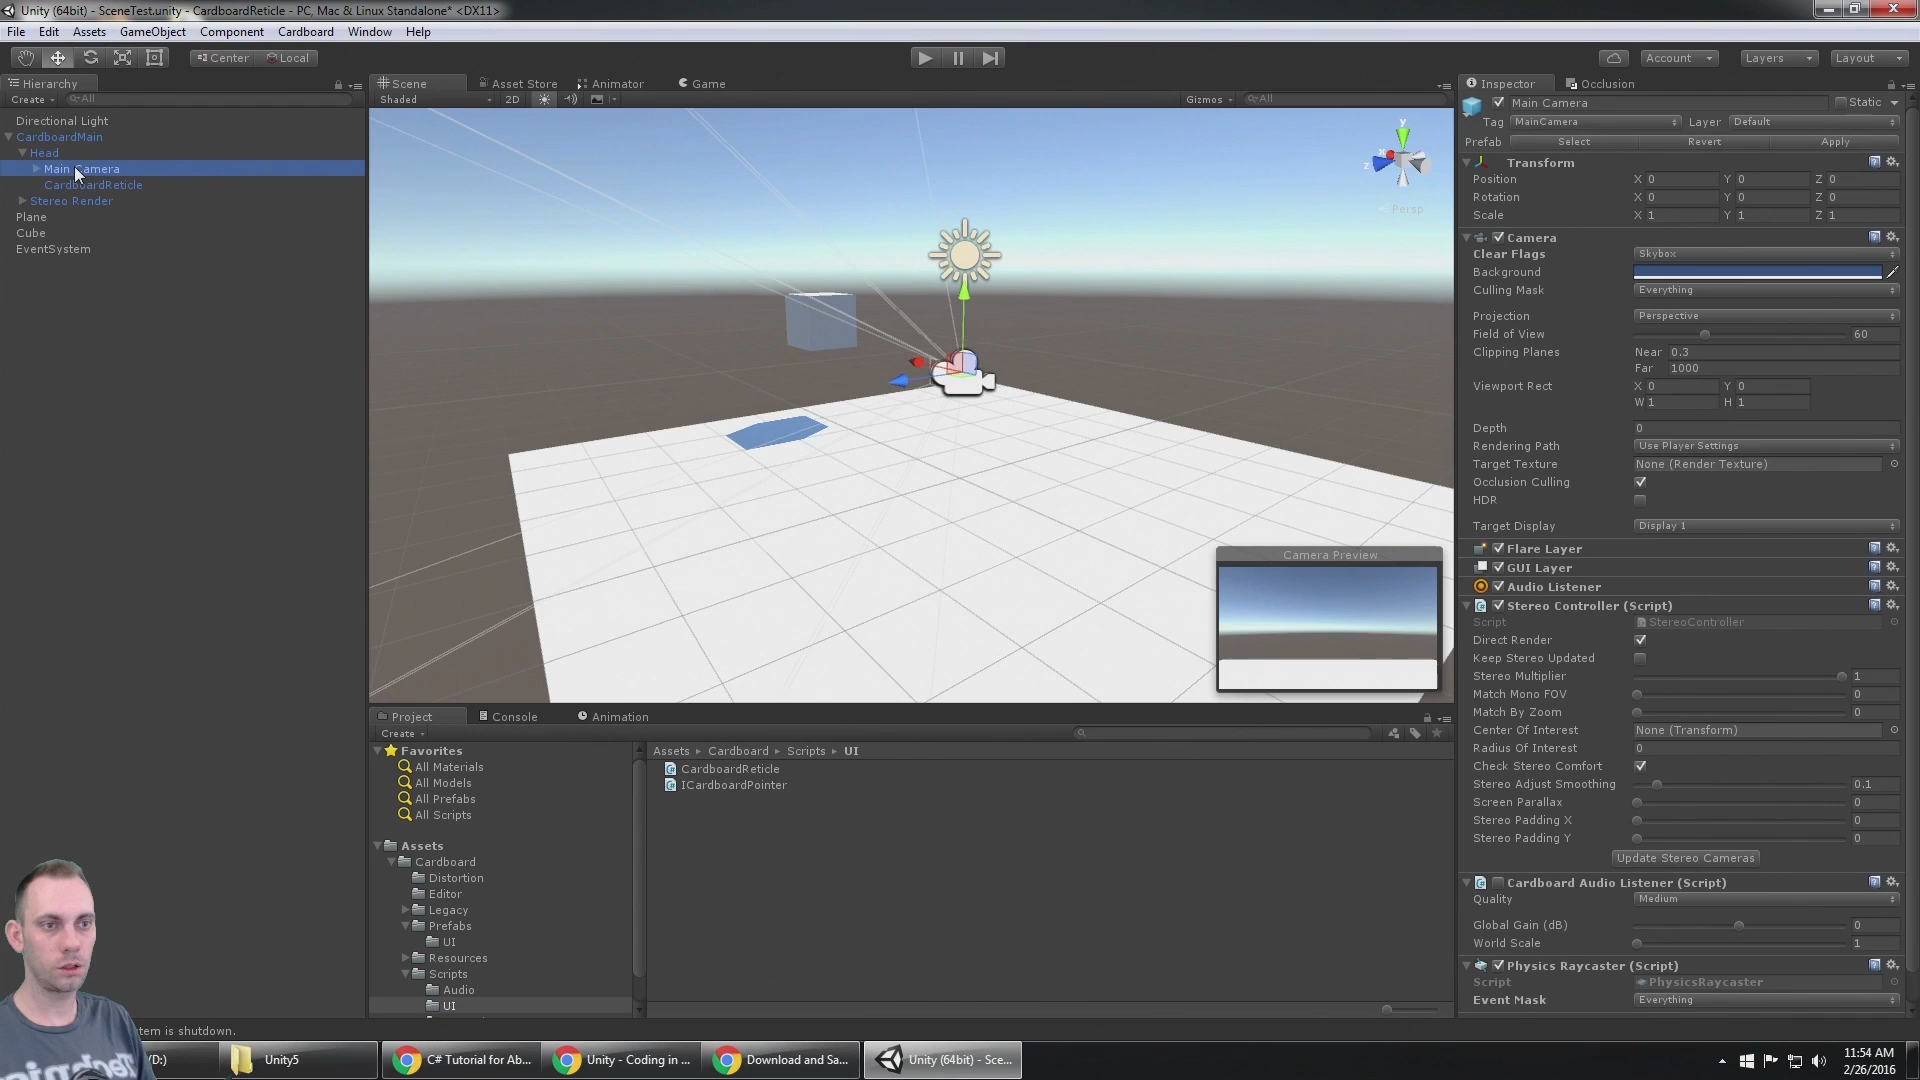 Unity (64bit) - SceneTest.unity - CardboardReticle - PC, Mac & Linux Standalone* <DX11>
File Edit Assets GameObject Component Cardboard Window Help
Center Local Account Layers Layout
Hierarchy
Create All
Directional Light
CardboardMain
Head
Main Camera
CardboardReticle
Stereo Render
Plane
Cube
EventSystem
Scene Asset Store Animator Game
Shaded 2D Gizmos All
y
x
z
Persp
Camera Preview
Project Console Animation
Create
Favorites
All Materials
All Models
All Prefabs
All Scripts
Assets
Cardboard
Distortion
Editor
Legacy
Prefabs
UI
Resources
Scripts
Audio
UI
Assets Cardboard Scripts UI
CardboardReticle
ICardboardPointer
Inspector Occlusion
Main Camera Static
Tag MainCamera Layer Default
Prefab Select Revert Apply
Transform
Position X 0 Y 0 Z 0
Rotation X 0 Y 0 Z 0
Scale X 1 Y 1 Z 1
Camera
Clear Flags Skybox
Background
Culling Mask Everything
Projection Perspective
Field of View 60
Clipping Planes Near 0.3
Far 1000
Viewport Rect X 0 Y 0
W 1 H 1
Depth 0
Rendering Path Use Player Settings
Target Texture None (Render Texture)
Occlusion Culling
HDR
Target Display Display 1
Flare Layer
GUI Layer
Audio Listener
Stereo Controller (Script)
Script StereoController
Direct Render
Keep Stereo Updated
Stereo Multiplier 1
Match Mono FOV 0
Match By Zoom 0
Center Of Interest None (Transform)
Radius Of Interest 0
Check Stereo Comfort
Stereo Adjust Smoothing 0.1
Screen Parallax 0
Stereo Padding X 0
Stereo Padding Y 0
Update Stereo Cameras
Cardboard Audio Listener (Script)
Quality Medium
Global Gain (dB) 0
World Scale 1
Physics Raycaster (Script)
Script PhysicsRaycaster
Event Mask Everything
tem is shutdown.
(D:) Unity5 C# Tutorial for Ab... Unity - Coding in ... Download and Sa... Unity (64bit) - Sce...
11:54 AM
2/26/2016